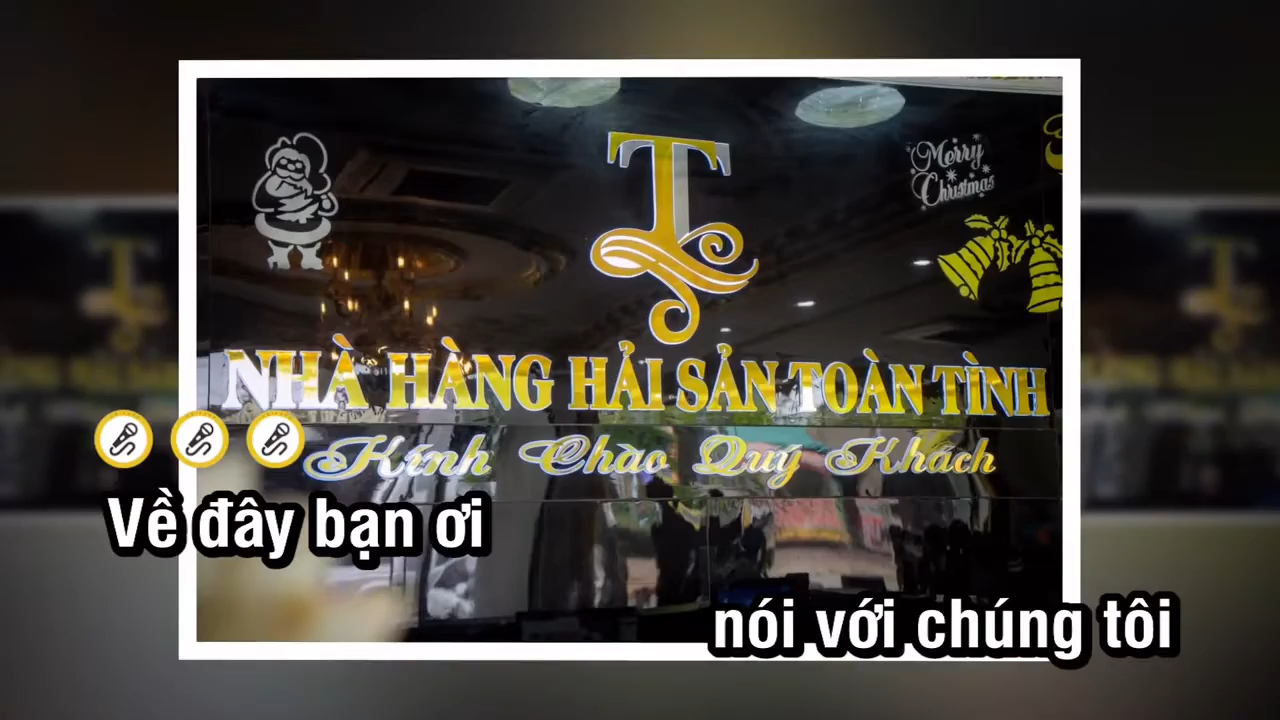 T
Merry
Christmas
NHÀ HÀNG HẢI SẢN TOÀN TÌNH
Kính Chào Quý Khách
Về đây bạn ơi
nói với chúng tôi